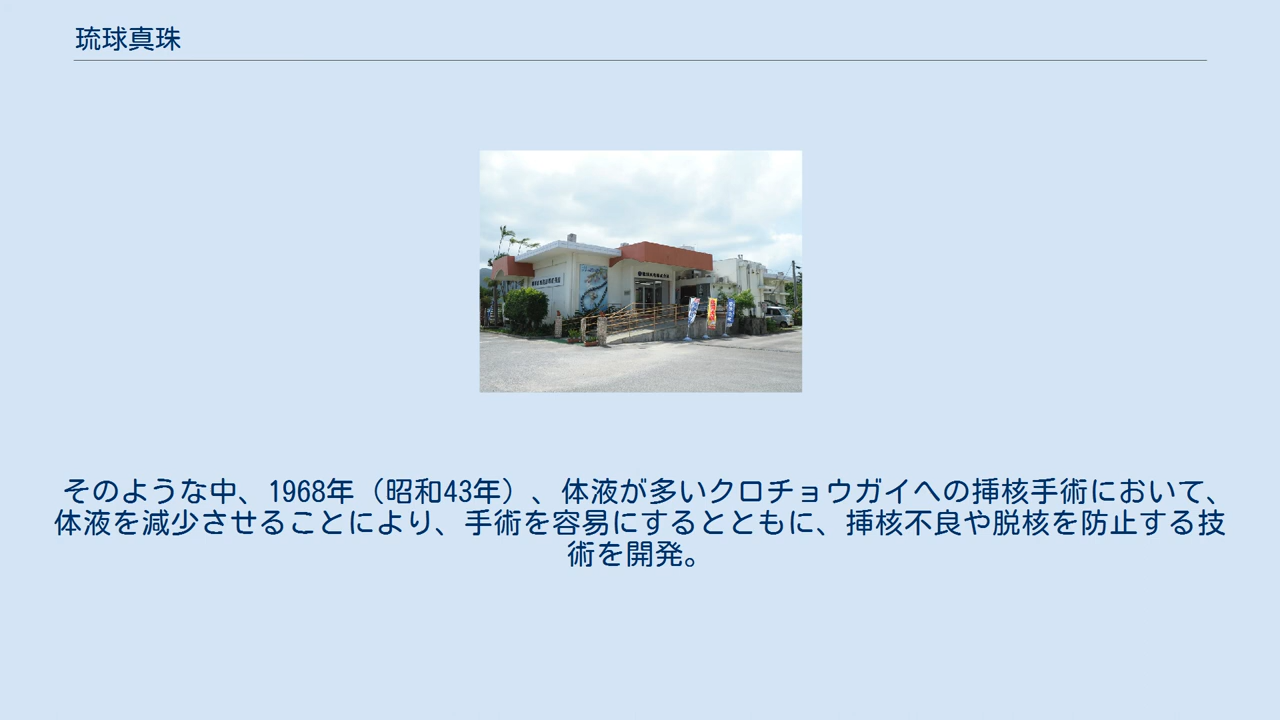 琉球真珠
そのような中、1968年（昭和43年）、体液が多いクロチョウガイへの挿核手術において、
体液を減少させることにより、手術を容易にするとともに、挿核不良や脱核を防止する技
術を開発。